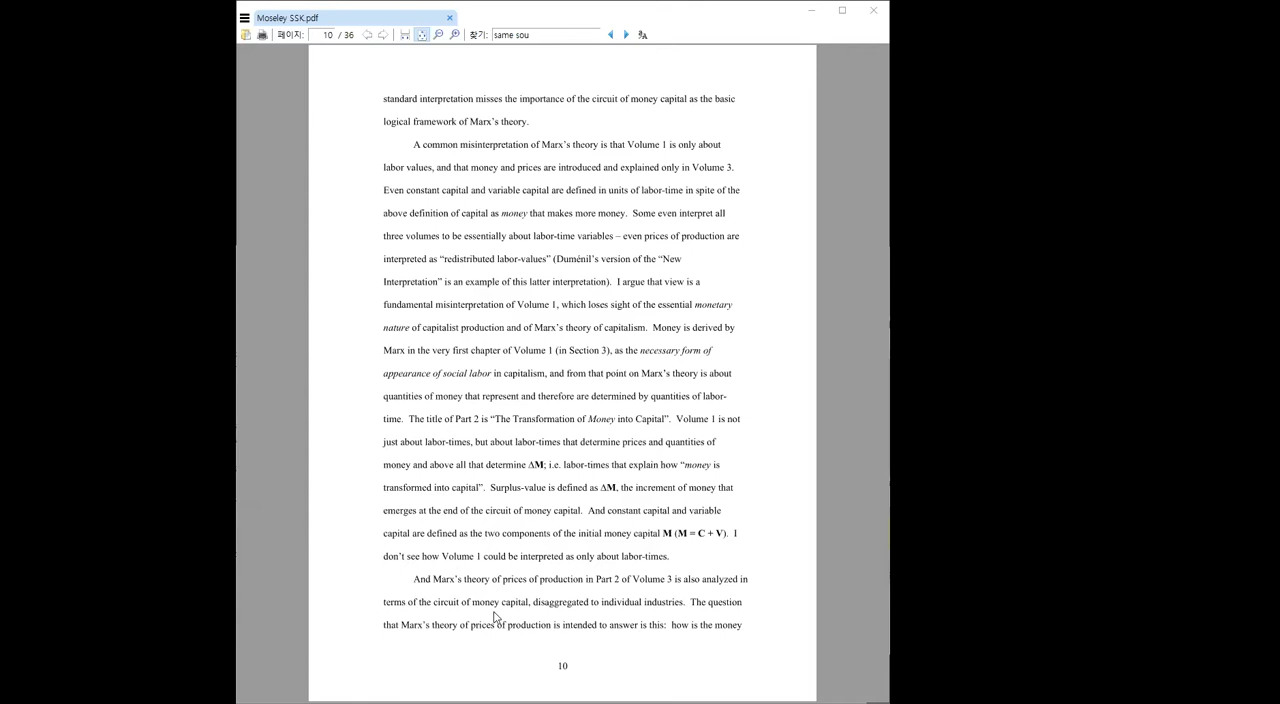 Moseley SSK.pdf
페이지: 10 / 36 찾기: same sou
standard interpretation misses the importance of the circuit of money capital as the basic
logical framework of Marx’s theory.
A common misinterpretation of Marx’s theory is that Volume 1 is only about
labor values, and that money and prices are introduced and explained only in Volume 3.
Even constant capital and variable capital are defined in units of labor-time in spite of the
above definition of capital as money that makes more money. Some even interpret all
three volumes to be essentially about labor-time variables – even prices of production are
interpreted as “redistributed labor-values” (Duménil’s version of the “New
Interpretation” is an example of this latter interpretation). I argue that view is a
fundamental misinterpretation of Volume 1, which loses sight of the essential monetary
nature of capitalist production and of Marx’s theory of capitalism. Money is derived by
Marx in the very first chapter of Volume 1 (in Section 3), as the necessary form of
appearance of social labor in capitalism, and from that point on Marx’s theory is about
quantities of money that represent and therefore are determined by quantities of labor-
time. The title of Part 2 is “The Transformation of Money into Capital”. Volume 1 is not
just about labor-times, but about labor-times that determine prices and quantities of
money and above all that determine ΔM; i.e. labor-times that explain how “money is
transformed into capital”. Surplus-value is defined as ΔM, the increment of money that
emerges at the end of the circuit of money capital. And constant capital and variable
capital are defined as the two components of the initial money capital M (M = C + V). I
don’t see how Volume 1 could be interpreted as only about labor-times.
And Marx’s theory of prices of production in Part 2 of Volume 3 is also analyzed in
terms of the circuit of money capital, disaggregated to individual industries. The question
that Marx’s theory of prices of production is intended to answer is this: how is the money
10